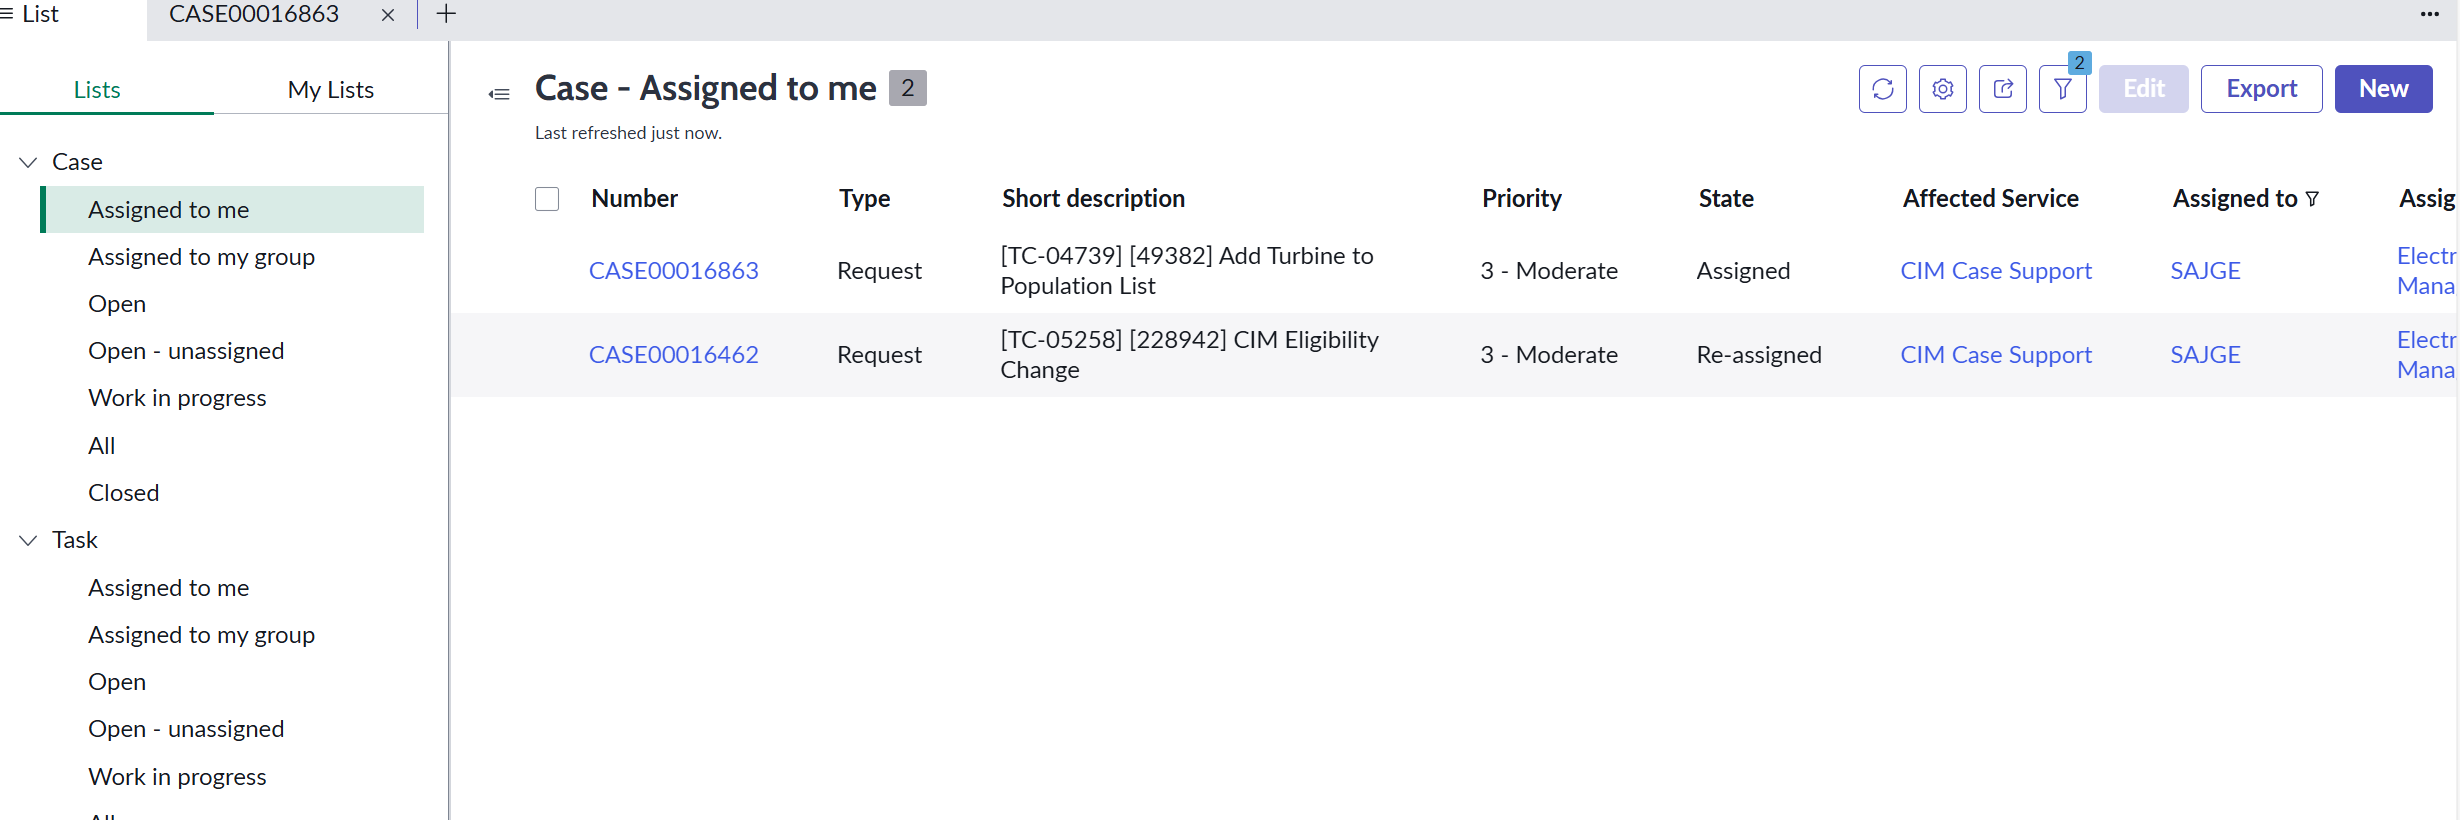 List
CASE00016863
Lists
My Lists
Case
Assigned to me
Assigned to my group
Open
Open - unassigned
Work in progress
All
Closed
Task
Assigned to me
Assigned to my group
Open
Open - unassigned
Work in progress
All
Case - Assigned to me 2
Last refreshed just now.
2
Edit
Export
New
Number Type Short description Priority State Affected Service Assigned to Assig
CASE00016863 Request [TC-04739] [49382] Add Turbine to Population List 3 - Moderate Assigned CIM Case Support SAJGE Electr Mana
CASE00016462 Request [TC-05258] [228942] CIM Eligibility Change 3 - Moderate Re-assigned CIM Case Support SAJGE Electr Mana